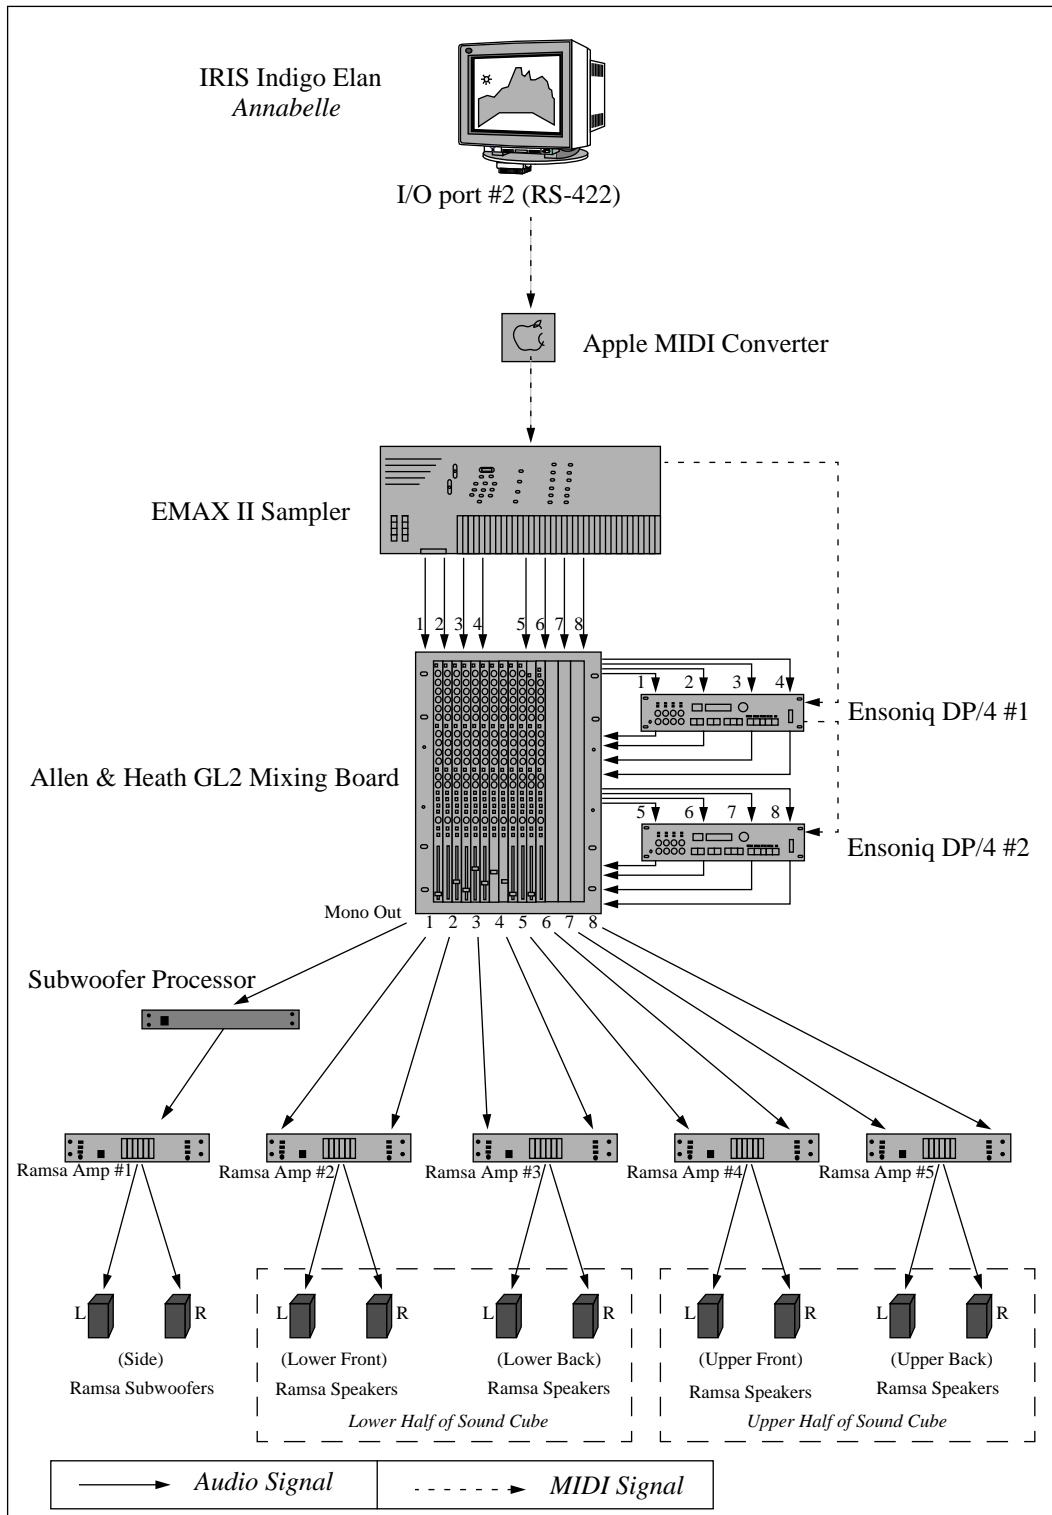 IRIS Indigo Elan
Annabelle
I/O port #2 (RS-422)
Apple MIDI Converter
EMAX II Sampler
1 2 3 4 5 6 7 8
1 2 3 4
Ensoniq DP/4 #1
Allen & Heath GL2 Mixing Board
5 6 7 8
Ensoniq DP/4 #2
Mono Out
1 2 3 4 5 6 7 8
Subwoofer Processor
Ramsa Amp #1
Ramsa Amp #2
Ramsa Amp #3
Ramsa Amp #4
Ramsa Amp #5
L R L R L R L R L R
(Side)
Ramsa Subwoofers
(Lower Front)
Ramsa Speakers
(Lower Back)
Ramsa Speakers
Lower Half of Sound Cube
(Upper Front)
Ramsa Speakers
(Upper Back)
Ramsa Speakers
Upper Half of Sound Cube
Audio Signal
MIDI Signal